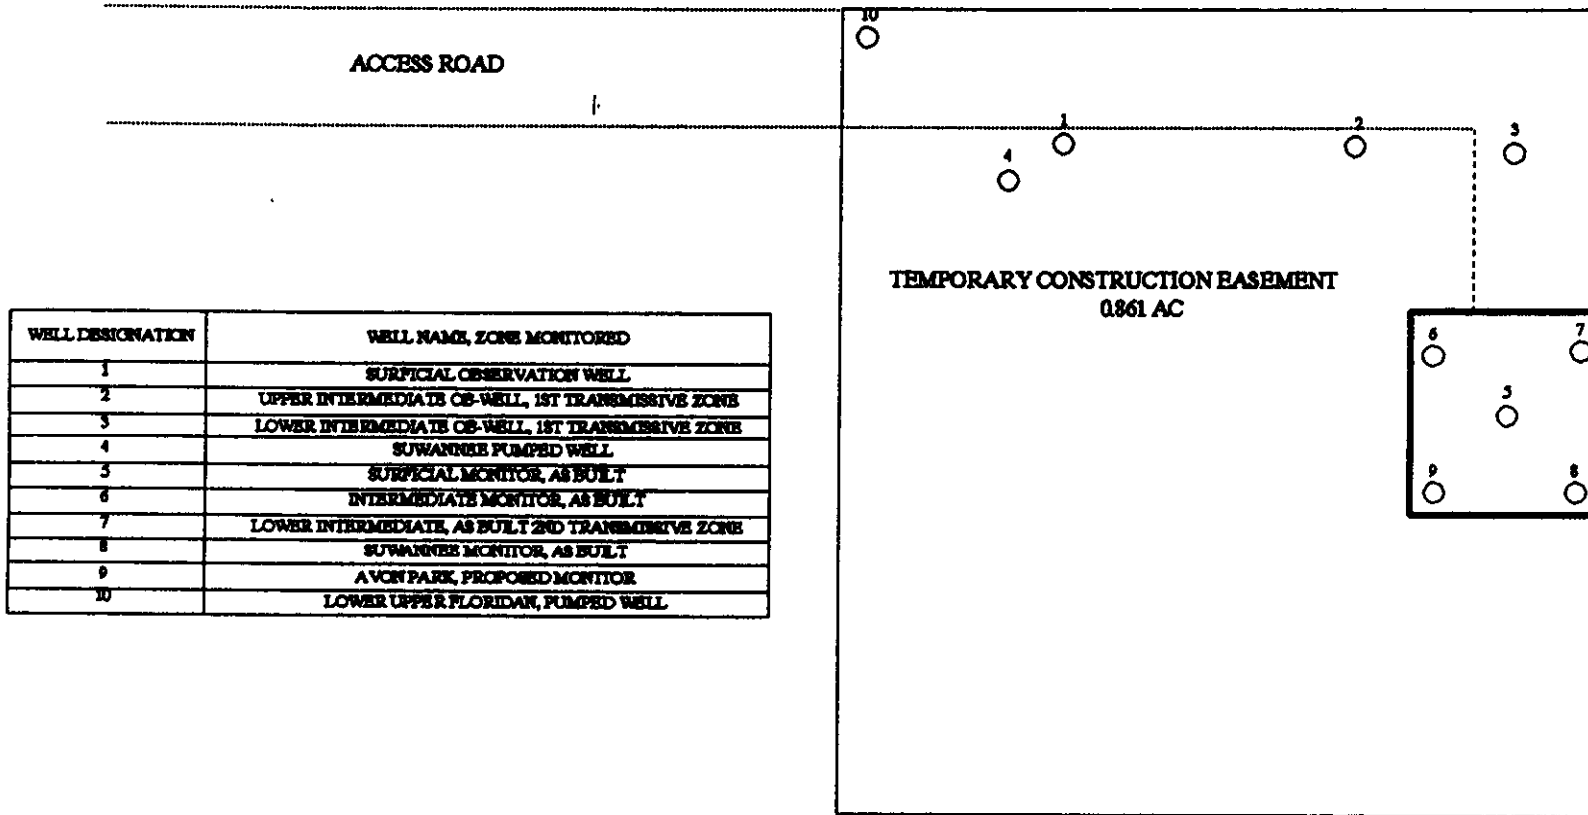 10
ACCESS ROAD
1
2
3
4
TEMPORARY CONSTRUCTION EASEMENT
0.861 AC
WELL DESIGNATION WELL NAME, ZONE MONITORED
1 SURFICIAL OBSERVATION WELL
2 UPPER INTERMEDIATE OB-WELL, 1ST TRANSMISSIVE ZONE
3 LOWER INTERMEDIATE OB-WELL, 1ST TRANSMISSIVE ZONE
4 SUWANNEE PUMPED WELL
5 SURFICIAL MONITOR, AS BUILT
6 INTERMEDIATE MONITOR, AS BUILT
7 LOWER INTERMEDIATE, AS BUILT 2ND TRANSMISSIVE ZONE
8 SUWANNEE MONITOR, AS BUILT
9 AVON PARK, PROPOSED MONITOR
10 LOWER UPPER FLORIDAN, PUMPED WELL
6
7
5
9
8